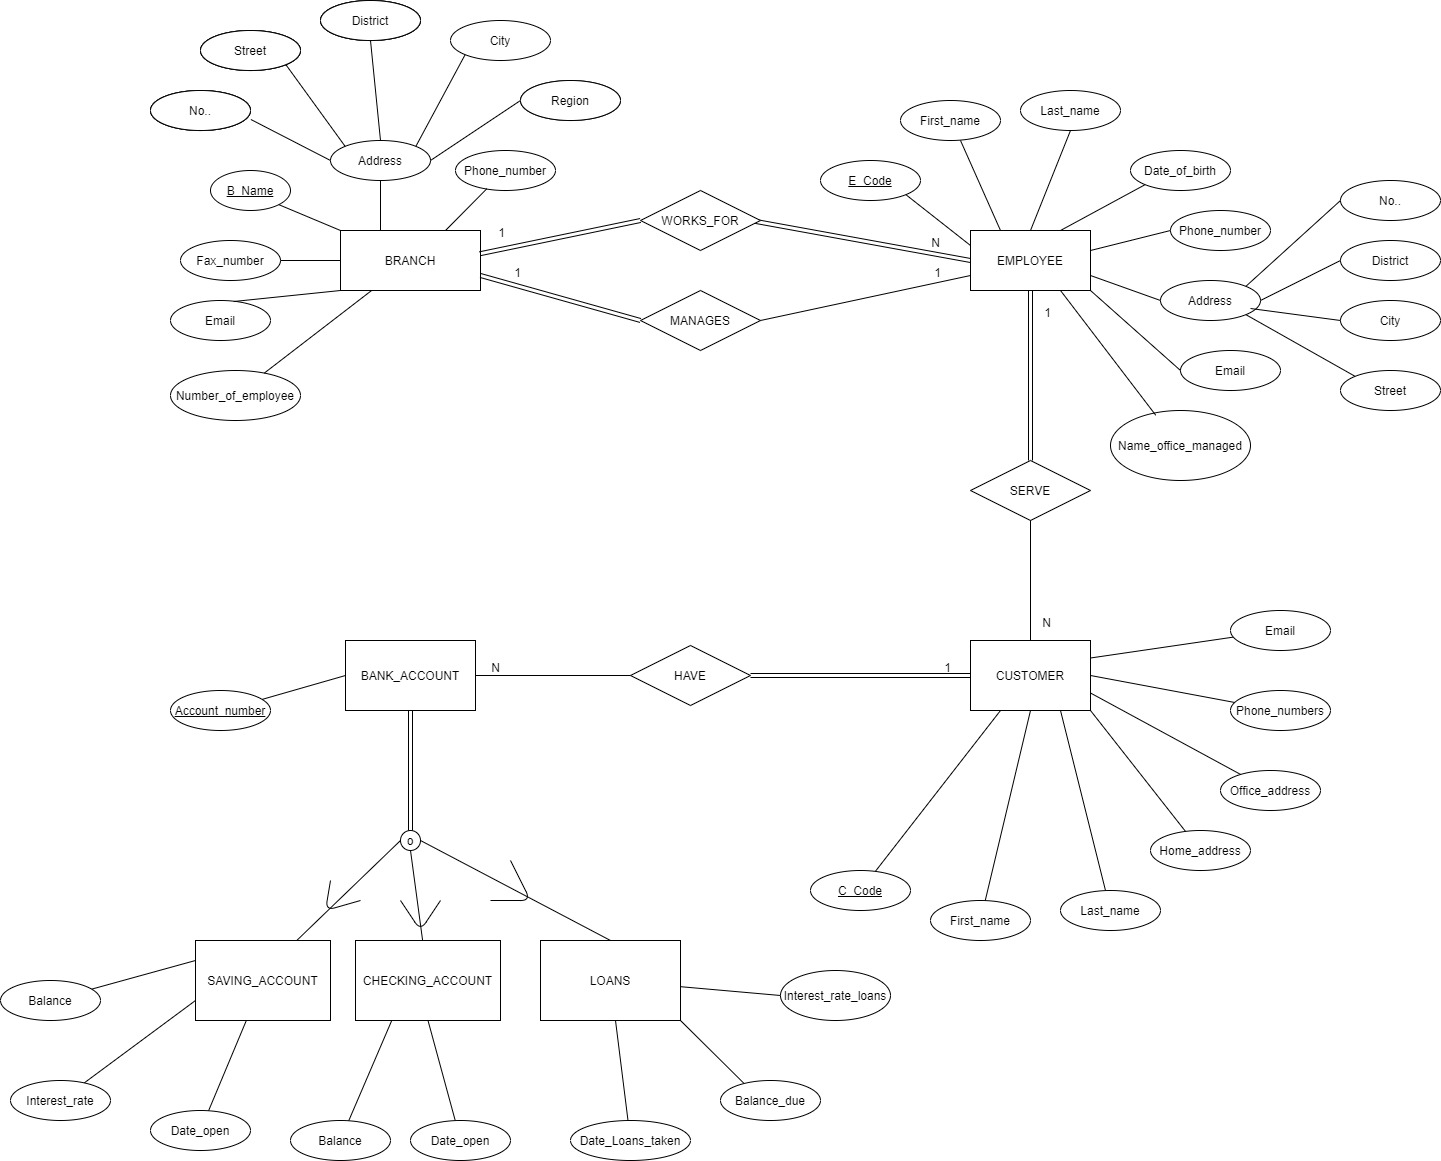 District
Street
City
No..
Region
Address
Phone_number
B_Name
Fax_number
BRANCH
Email
Number_of_employee
1
WORKS_FOR
N
1
MANAGES
1
First_name
Last_name
E_Code
Date_of_birth
Phone_number
EMPLOYEE
Address
No..
District
City
Street
Email
Name_office_managed
1
SERVE
N
BANK_ACCOUNT
N
HAVE
1
CUSTOMER
Account_number
Email
Phone_numbers
Office_address
Home_address
Last_name
First_name
C_Code
o
SAVING_ACCOUNT
CHECKING_ACCOUNT
LOANS
Balance
Interest_rate
Date_open
Balance
Date_open
Date_Loans_taken
Balance_due
Interest_rate_loans